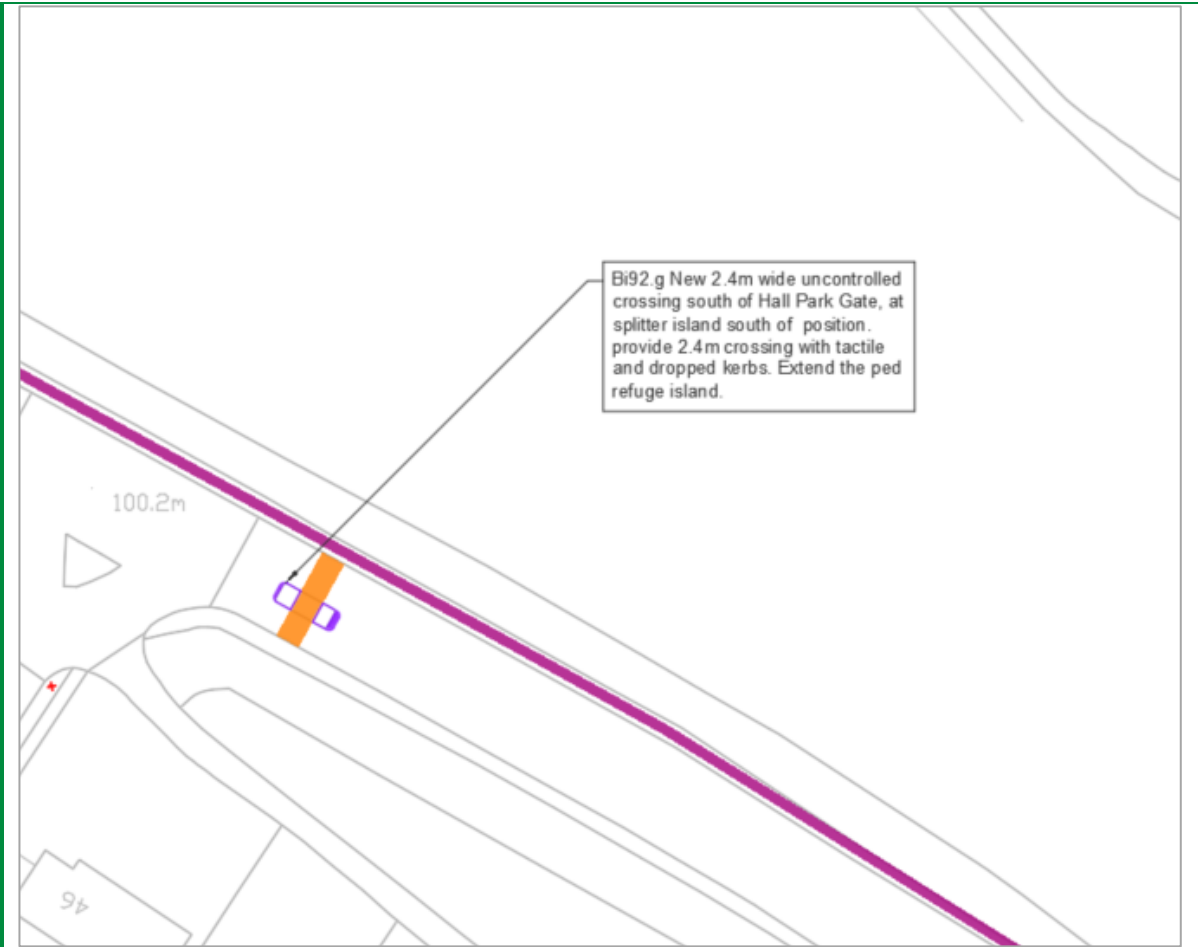 Bi92.g New 2.4m wide uncontrolled
crossing south of Hall Park Gate, at
splitter island south of position.
provide 2.4m crossing with tactile
and dropped kerbs. Extend the ped
refuge island.
100.2m
46